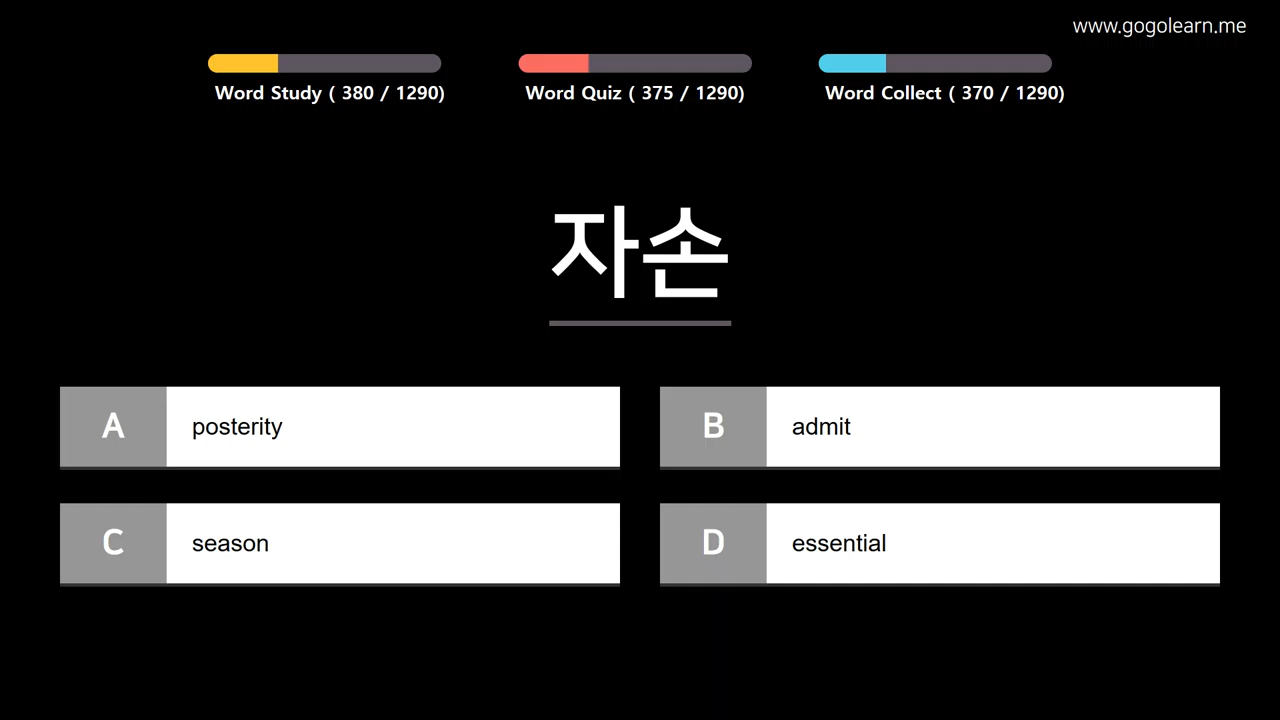 www.gogolearn.me
Word Study ( 380 / 1290)
Word Quiz ( 375 / 1290)
Word Collect ( 370 / 1290)
자손
A posterity
B admit
C season
D essential